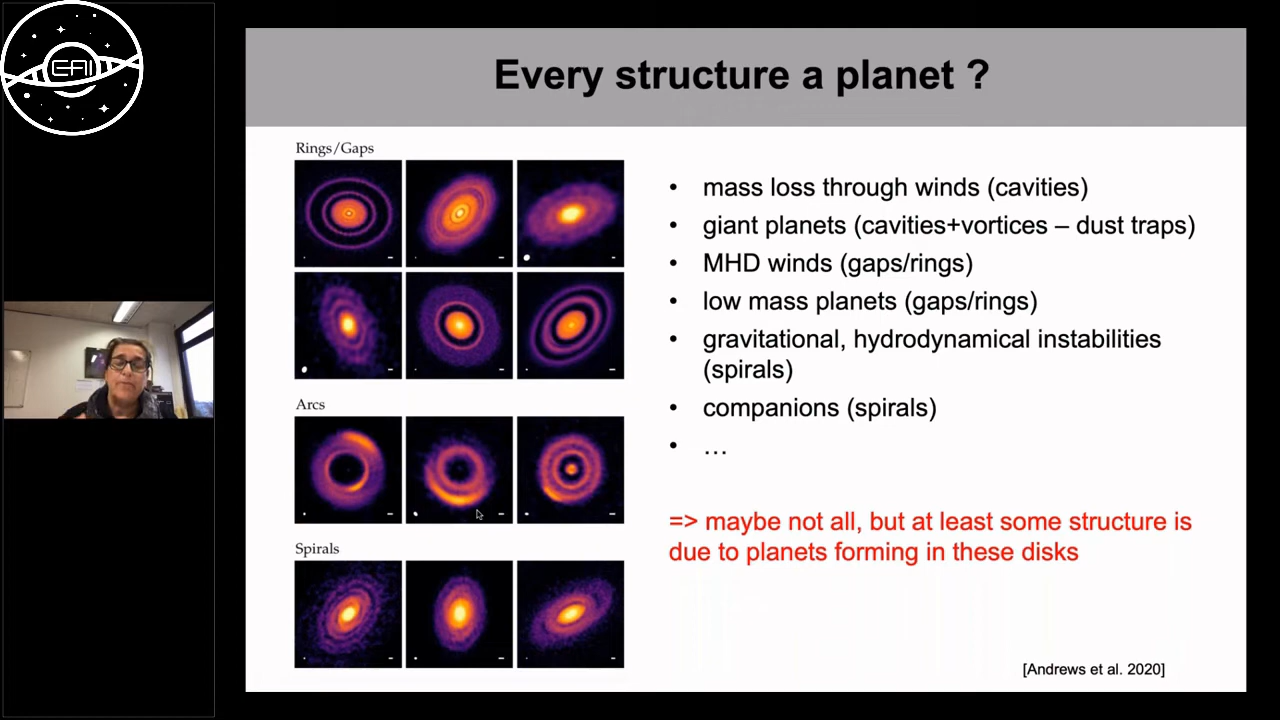 EAI
Every structure a planet ?
Rings/Gaps
Arcs
Spirals
• mass loss through winds (cavities)
• giant planets (cavities+vortices – dust traps)
• MHD winds (gaps/rings)
• low mass planets (gaps/rings)
• gravitational, hydrodynamical instabilities
(spirals)
• companions (spirals)
• …
=> maybe not all, but at least some structure is
due to planets forming in these disks
[Andrews et al. 2020]